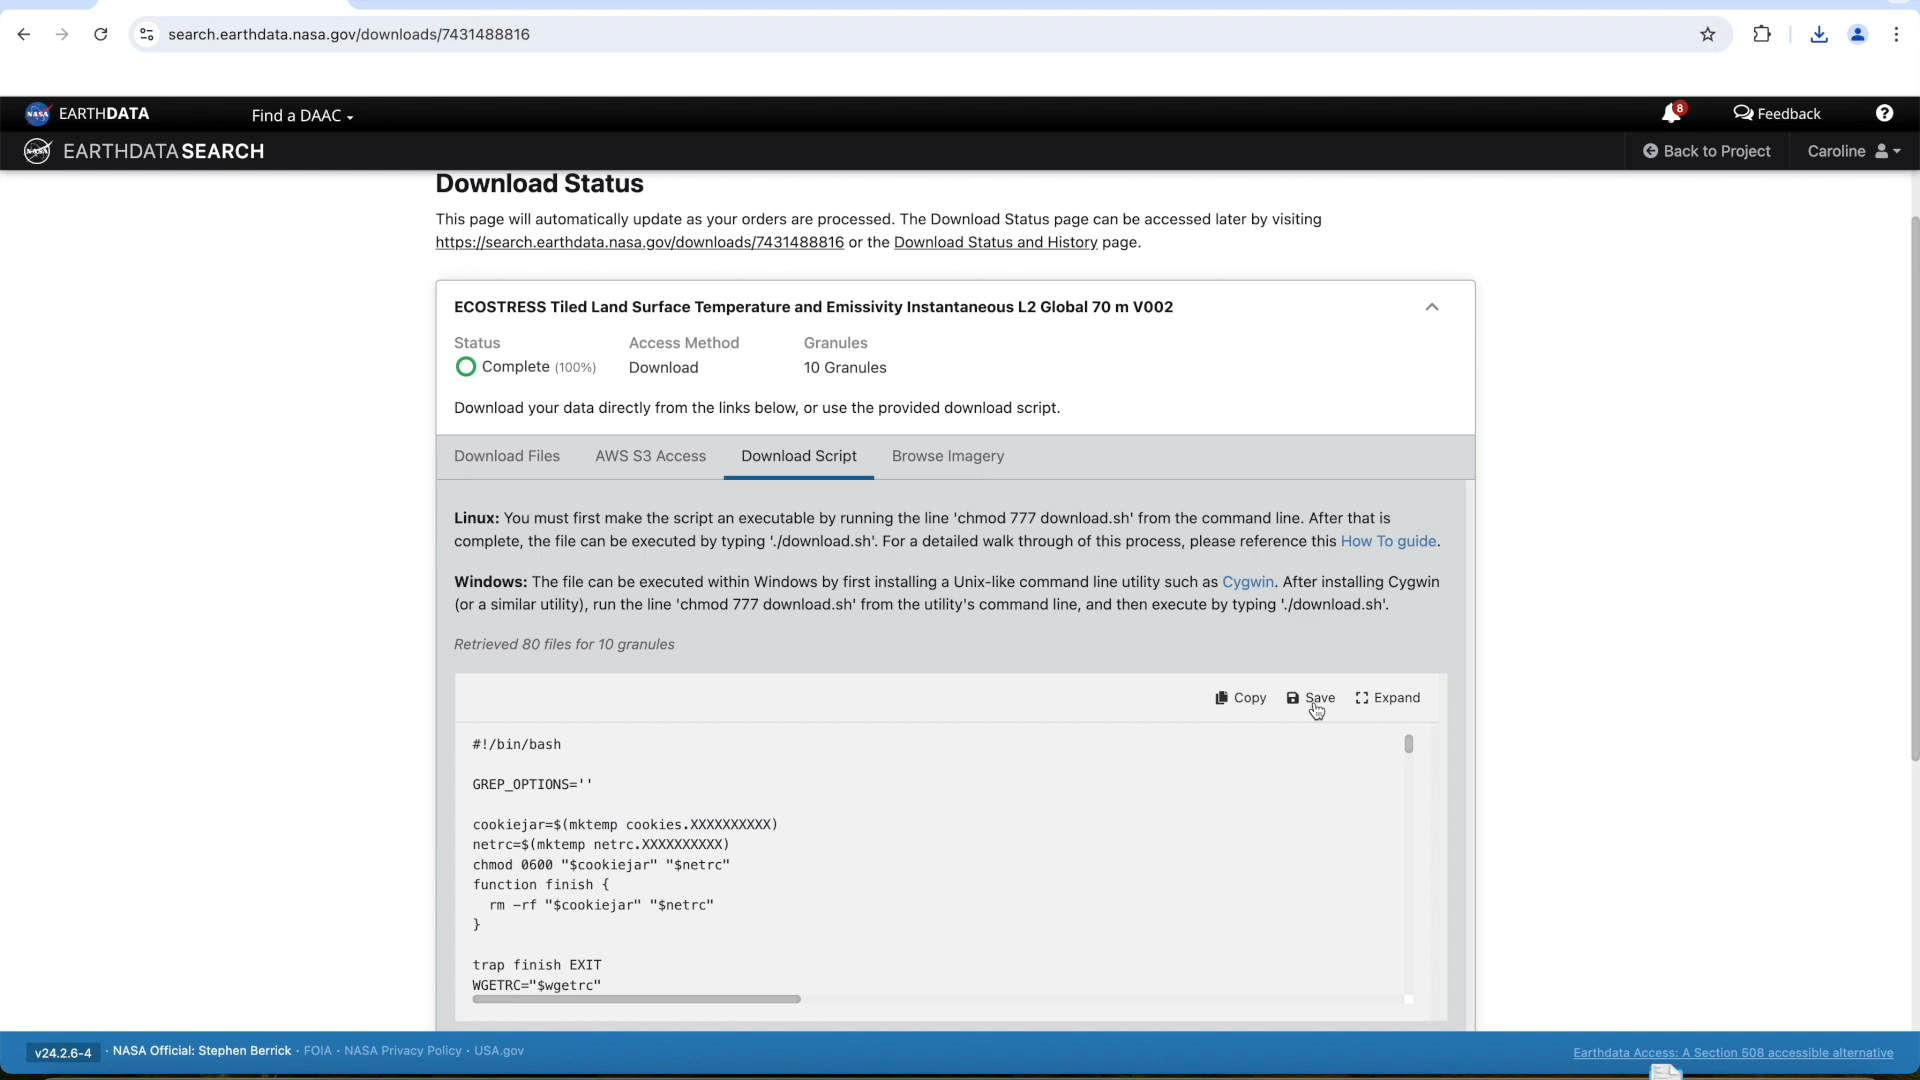 search.earthdata.nasa.gov/downloads/7431488816
NASA EARTHDATA Find a DAAC 8 Feedback ?
NASA EARTHDATA SEARCH Back to Project Caroline
Download Status
This page will automatically update as your orders are processed. The Download Status page can be accessed later by visiting
https://search.earthdata.nasa.gov/downloads/7431488816 or the Download Status and History page.
ECOSTRESS Tiled Land Surface Temperature and Emissivity Instantaneous L2 Global 70 m V002
Status Access Method Granules
Complete (100%) Download 10 Granules
Download your data directly from the links below, or use the provided download script.
Download Files AWS S3 Access Download Script Browse Imagery
Linux: You must first make the script an executable by running the line 'chmod 777 download.sh' from the command line. After that is
complete, the file can be executed by typing './download.sh'. For a detailed walk through of this process, please reference this How To guide.
Windows: The file can be executed within Windows by first installing a Unix-like command line utility such as Cygwin. After installing Cygwin
(or a similar utility), run the line 'chmod 777 download.sh' from the utility's command line, and then execute by typing './download.sh'.
Retrieved 80 files for 10 granules
Copy Save Expand
#!/bin/bash
GREP_OPTIONS=''
cookiejar=$(mktemp cookies.XXXXXXXXXX)
netrc=$(mktemp netrc.XXXXXXXXXX)
chmod 0600 "$cookiejar" "$netrc"
function finish {
rm -rf "$cookiejar" "$netrc"
}
trap finish EXIT
WGETRC="$wgetrc"
v24.2.6-4 · NASA Official: Stephen Berrick · FOIA · NASA Privacy Policy · USA.gov Earthdata Access: A Section 508 accessible alternative